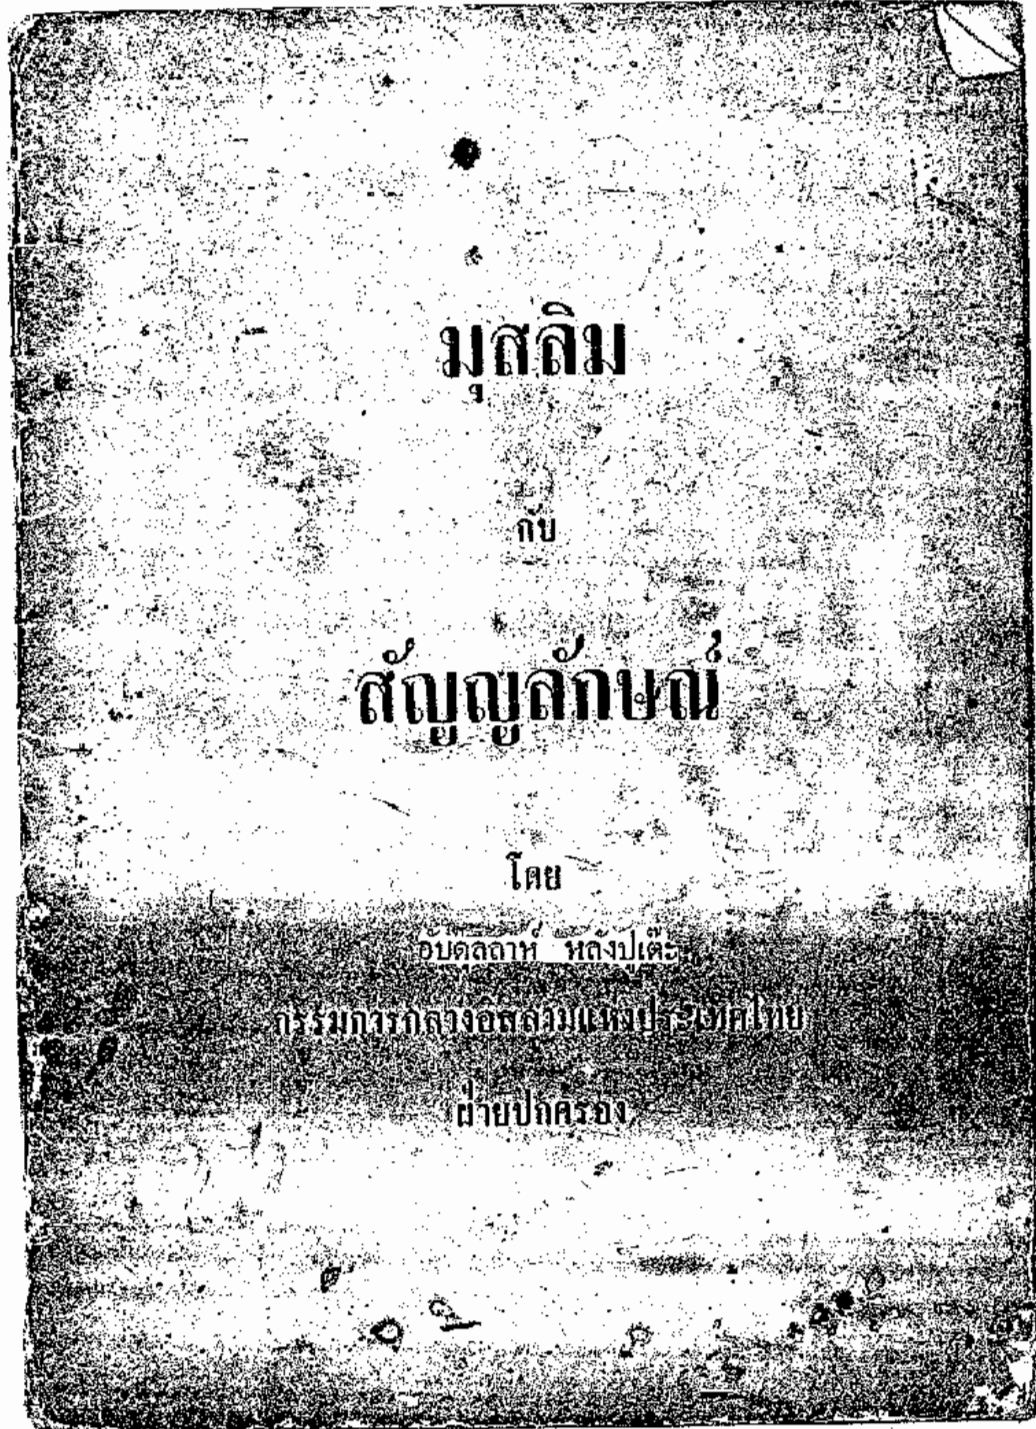 มุสลิม
กับ
สัญญลักษณ์
โดย
อับดุลลาห์ หลังปูเต๊ะ
กรรมการกลางอิสลามแห่งประเทศไทย
ฝ่ายปกครอง